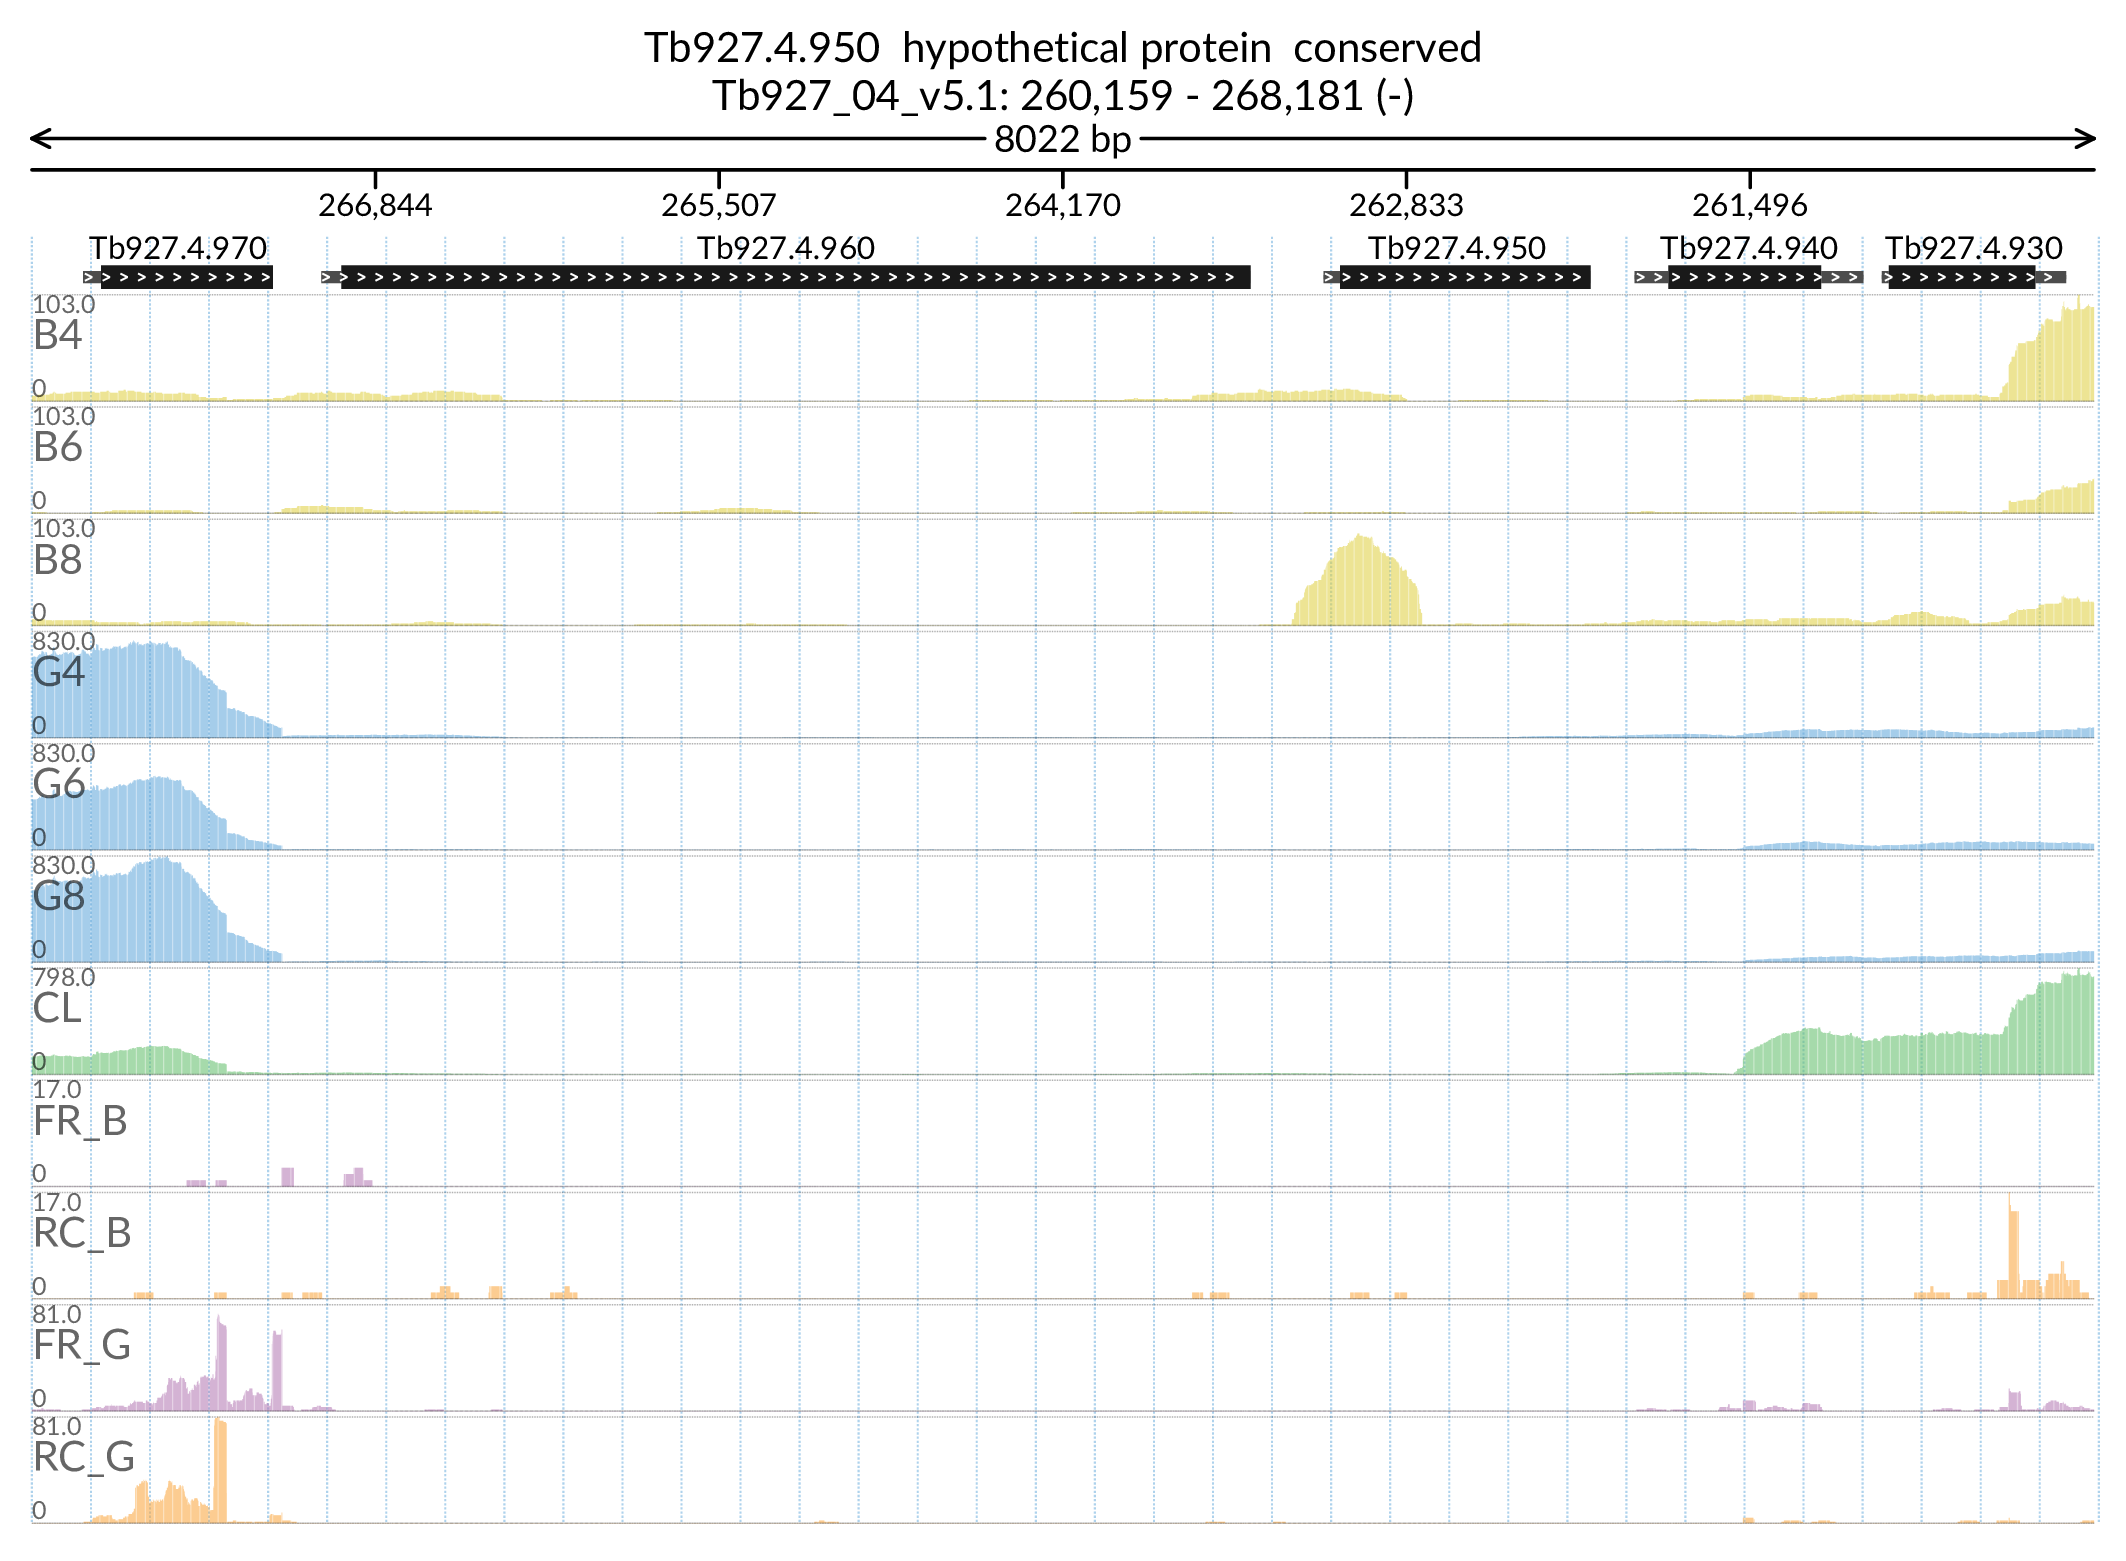 Tb927.4.950 hypothetical protein conserved
Tb927_04_v5.1: 260,159 - 268,181 (-)
8022 bp
266,844 265,507 264,170 262,833 261,496
Tb927.4.970 Tb927.4.960 Tb927.4.950 Tb927.4.940 Tb927.4.930
103.0
B4
0
103.0
B6
0
103.0
B8
0
830.0
G4
0
830.0
G6
0
830.0
G8
0
798.0
CL
0
17.0
FR_B
0
17.0
RC_B
0
81.0
FR_G
0
81.0
RC_G
0